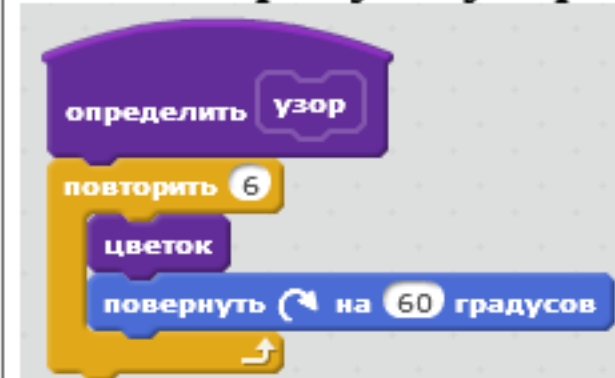 определить узор
повторить 6
цветок
повернуть на 60 градусов